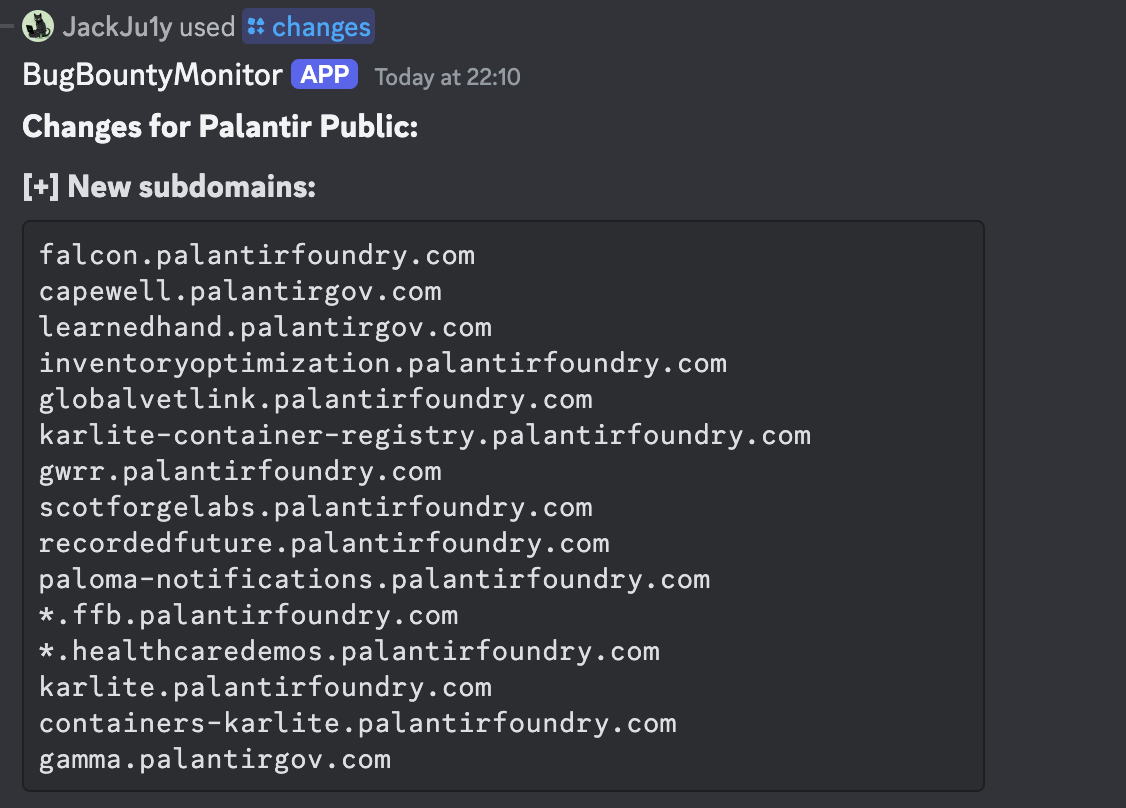 JackJu1y used changes
BugBountyMonitor APP Today at 22:10
Changes for Palantir Public:
[+] New subdomains:
falcon.palantirfoundry.com
capewell.palantirgov.com
learnedhand.palantirgov.com
inventoryoptimization.palantirfoundry.com
globalvetlink.palantirfoundry.com
karlite-container-registry.palantirfoundry.com
gwrr.palantirfoundry.com
scotforgelabs.palantirfoundry.com
recordedfuture.palantirfoundry.com
paloma-notifications.palantirfoundry.com
*.ffb.palantirfoundry.com
*.healthcaredemos.palantirfoundry.com
karlite.palantirfoundry.com
containers-karlite.palantirfoundry.com
gamma.palantirgov.com